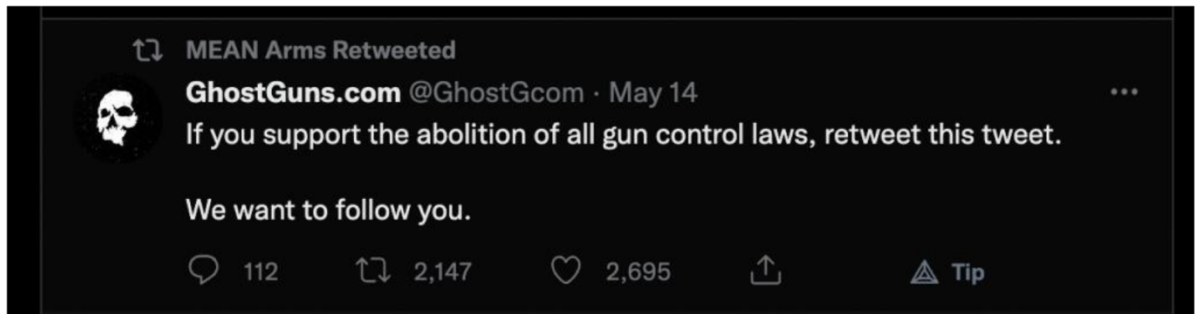 MEAN Arms Retweeted
GhostGuns.com @GhostGcom · May 14
If you support the abolition of all gun control laws, retweet this tweet.
We want to follow you.
112 2,147 2,695 Tip